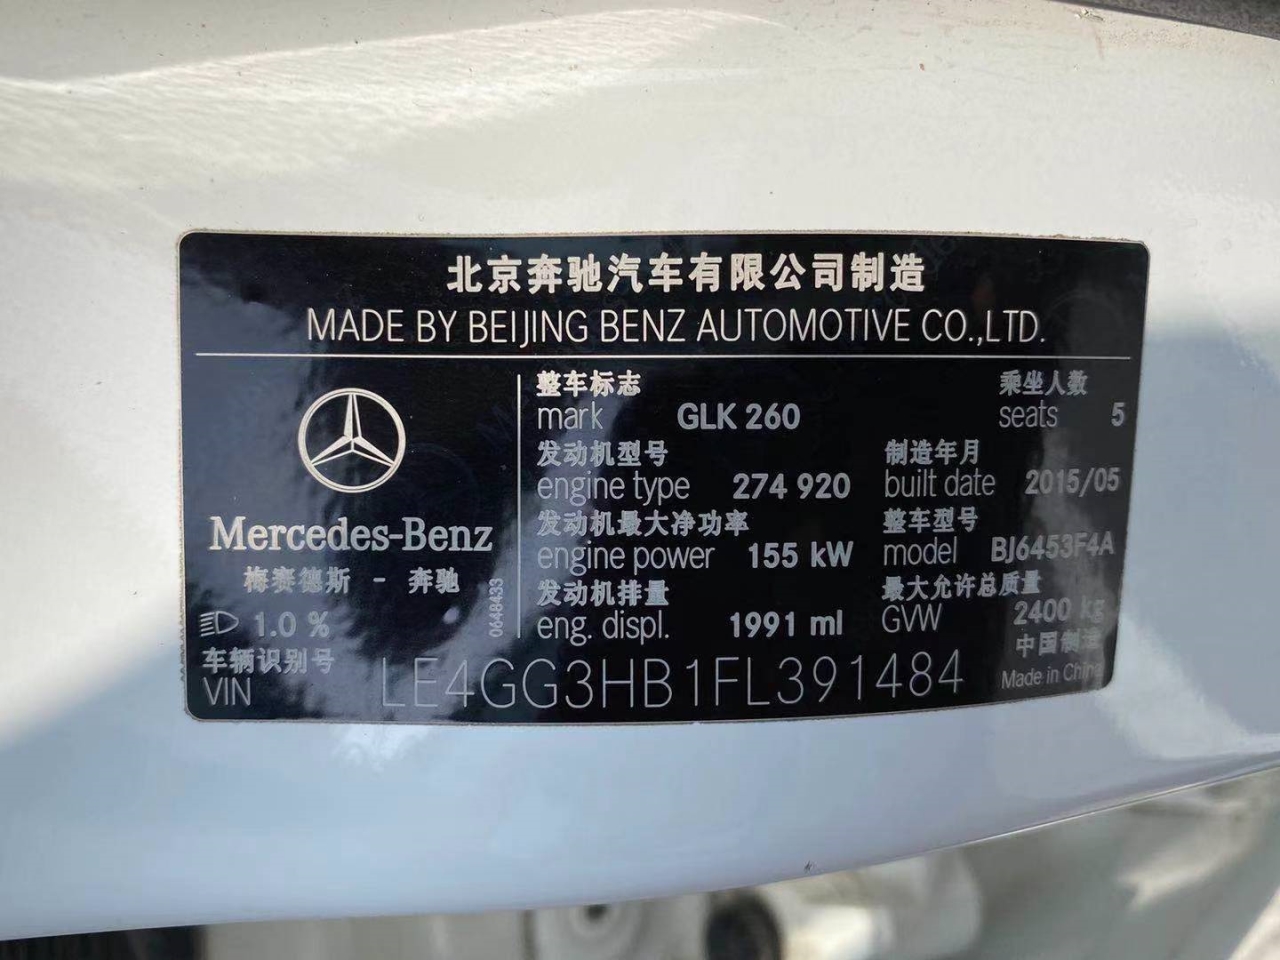 北京奔驰汽车有限公司制造
MADE BY BEIJING BENZ AUTOMOTIVE CO.,LTD.
整车标志 乘坐人数
mark GLK 260 seats 5
发动机型号 制造年月
engine type 274 920 built date 2015/05
发动机最大净功率 整车型号
engine power 155 kW model BJ6453F4A
发动机排量 最大允许总质量
eng. displ. 1991 ml GVW 2400 kg
中国制造
Made in China
Mercedes-Benz
梅赛德斯 - 奔驰
1.0 %
0648433
车辆识别号
VIN LE4GG3HB1FL391484